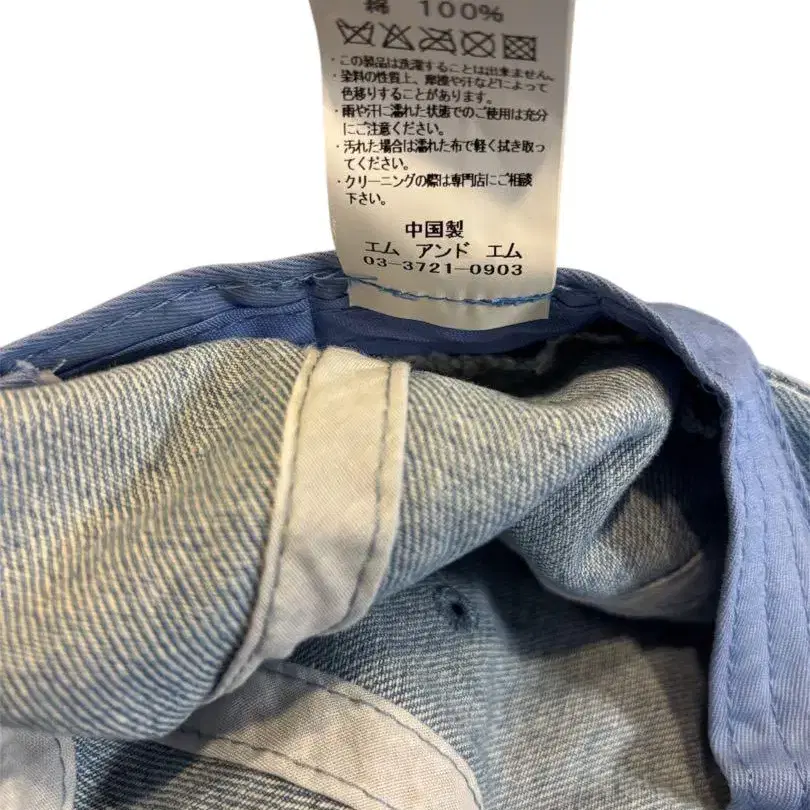 綿 100%
・この製品は洗濯することは出来ません。
・染料の性質上、摩擦や汗などによって
色移りすることがあります。
・雨や汗に濡れた状態でのご使用は充分
にご注意ください。
・汚れた場合は濡れた布で軽く拭き取っ
てください。
・クリーニングの際は専門店にご相談
下さい。
中国製
エム アンド エム
03-3721-0903